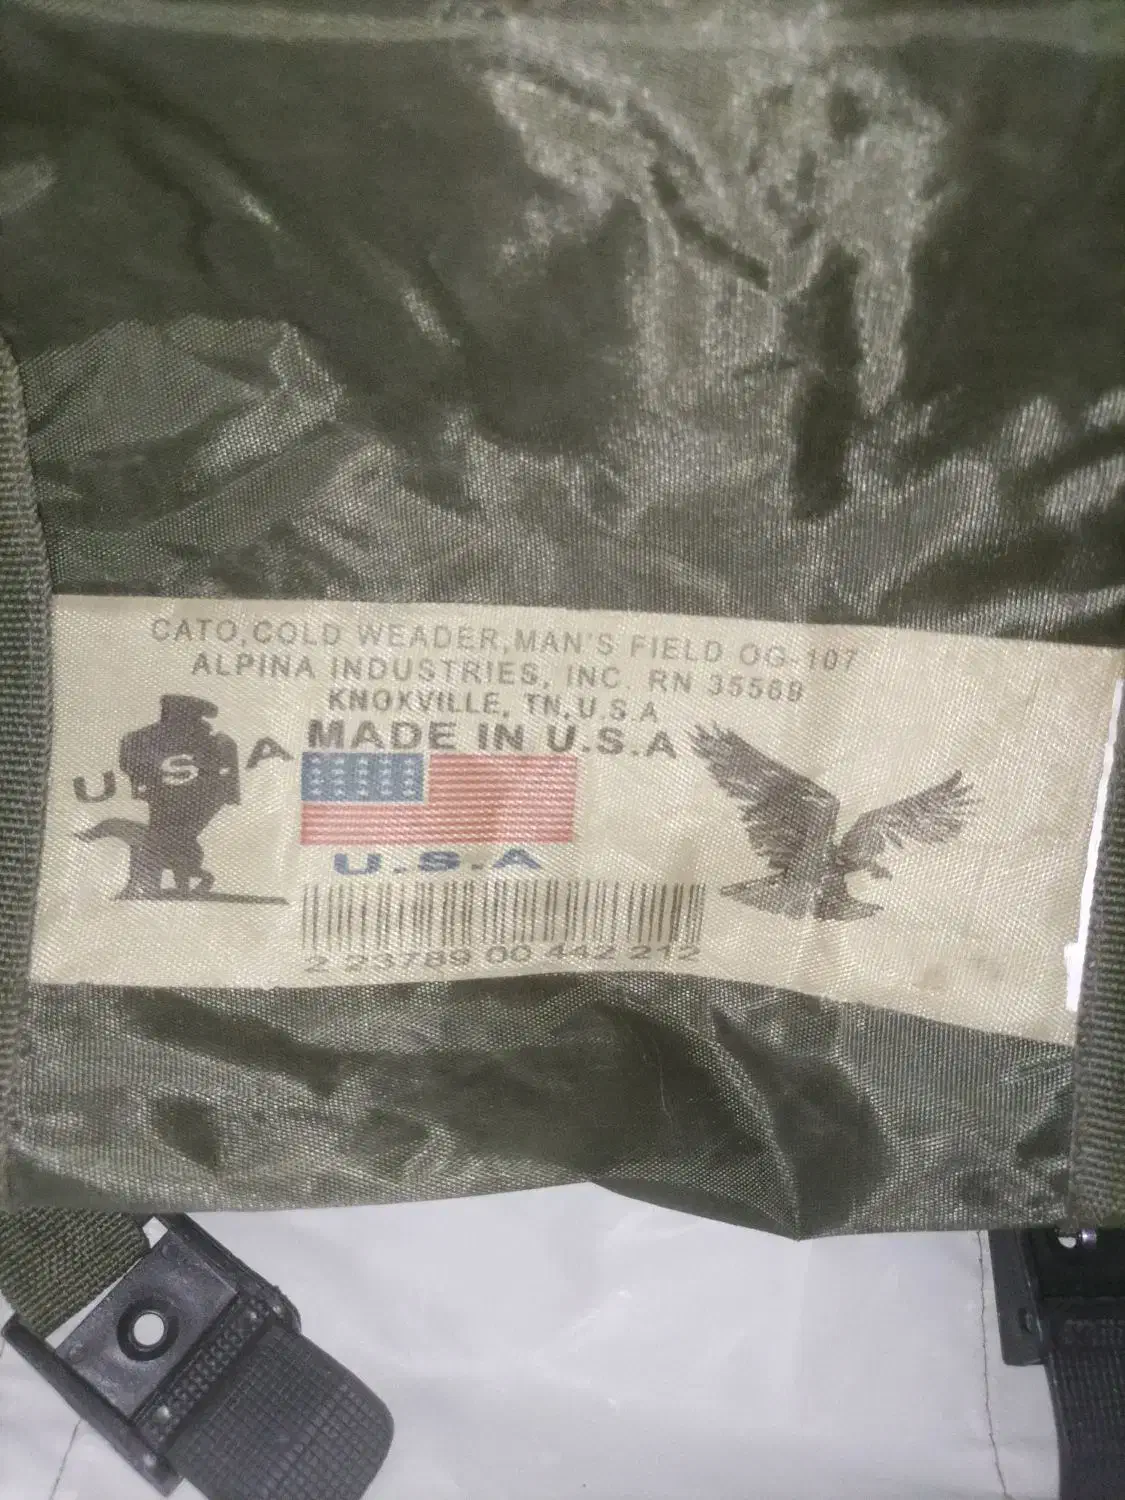 CATO,COLD WEADER,MAN'S FIELD OG-107
ALPINA INDUSTRIES, INC. RN 35569
KNOXVILLE, TN,U.S.A
MADE IN U.S.A
U.S.A
U.S.A
2 23789 00 442 212